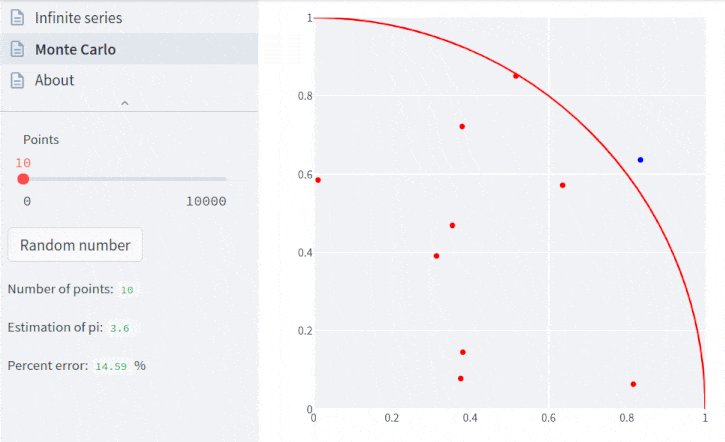 Infinite series
Monte Carlo
About
Points
10
0 10000
Random number
Number of points: 10
Estimation of pi: 3.6
Percent error: 14.59 %
1
0.8
0.6
0.4
0.2
0
0 0.2 0.4 0.6 0.8 1